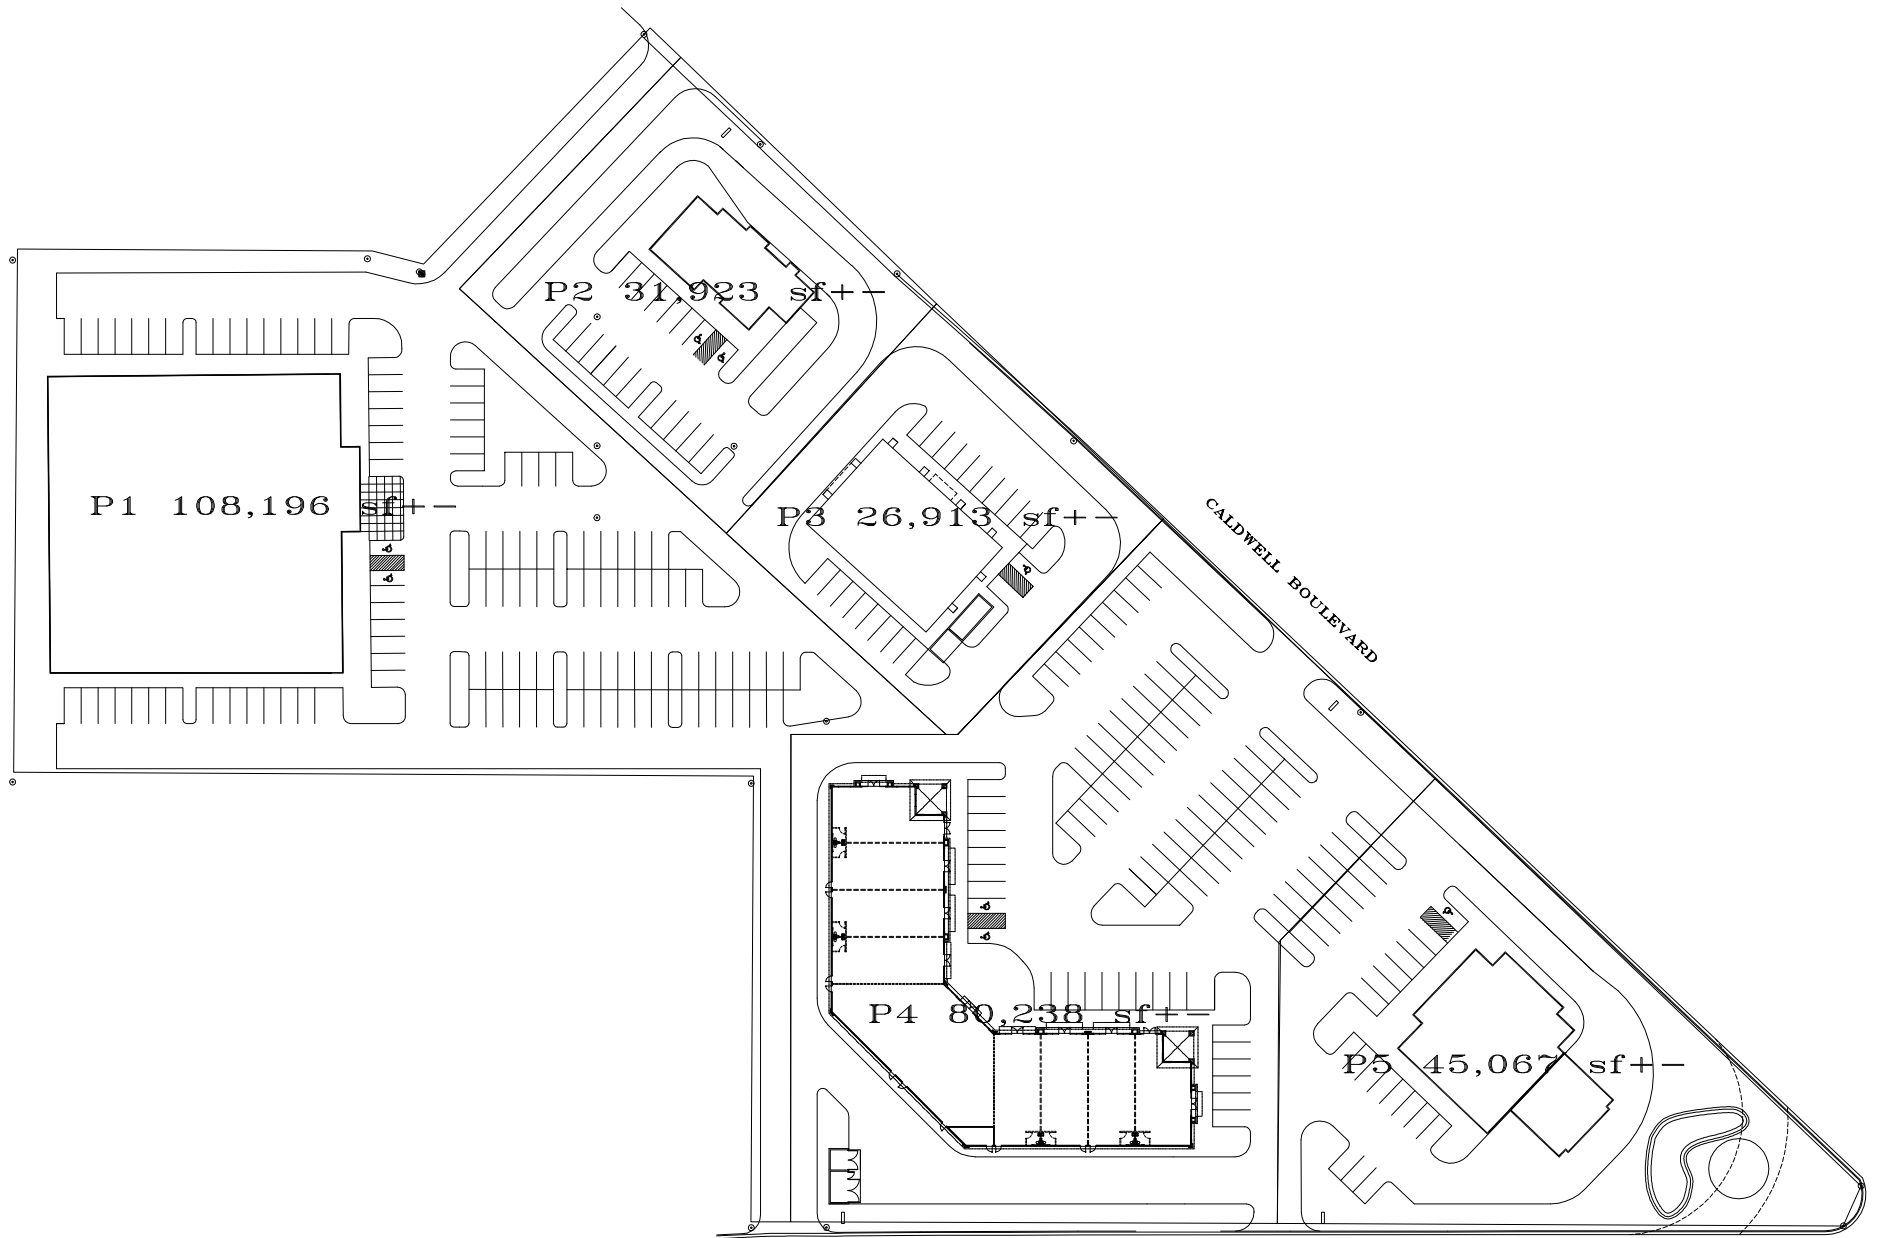 P2 31,923 sf+-
P1 108,196 sf+-
P3 26,913 sf+-
CALDWELL BOULEVARD
P4 80,238 sf+-
P5 45,067 sf+-